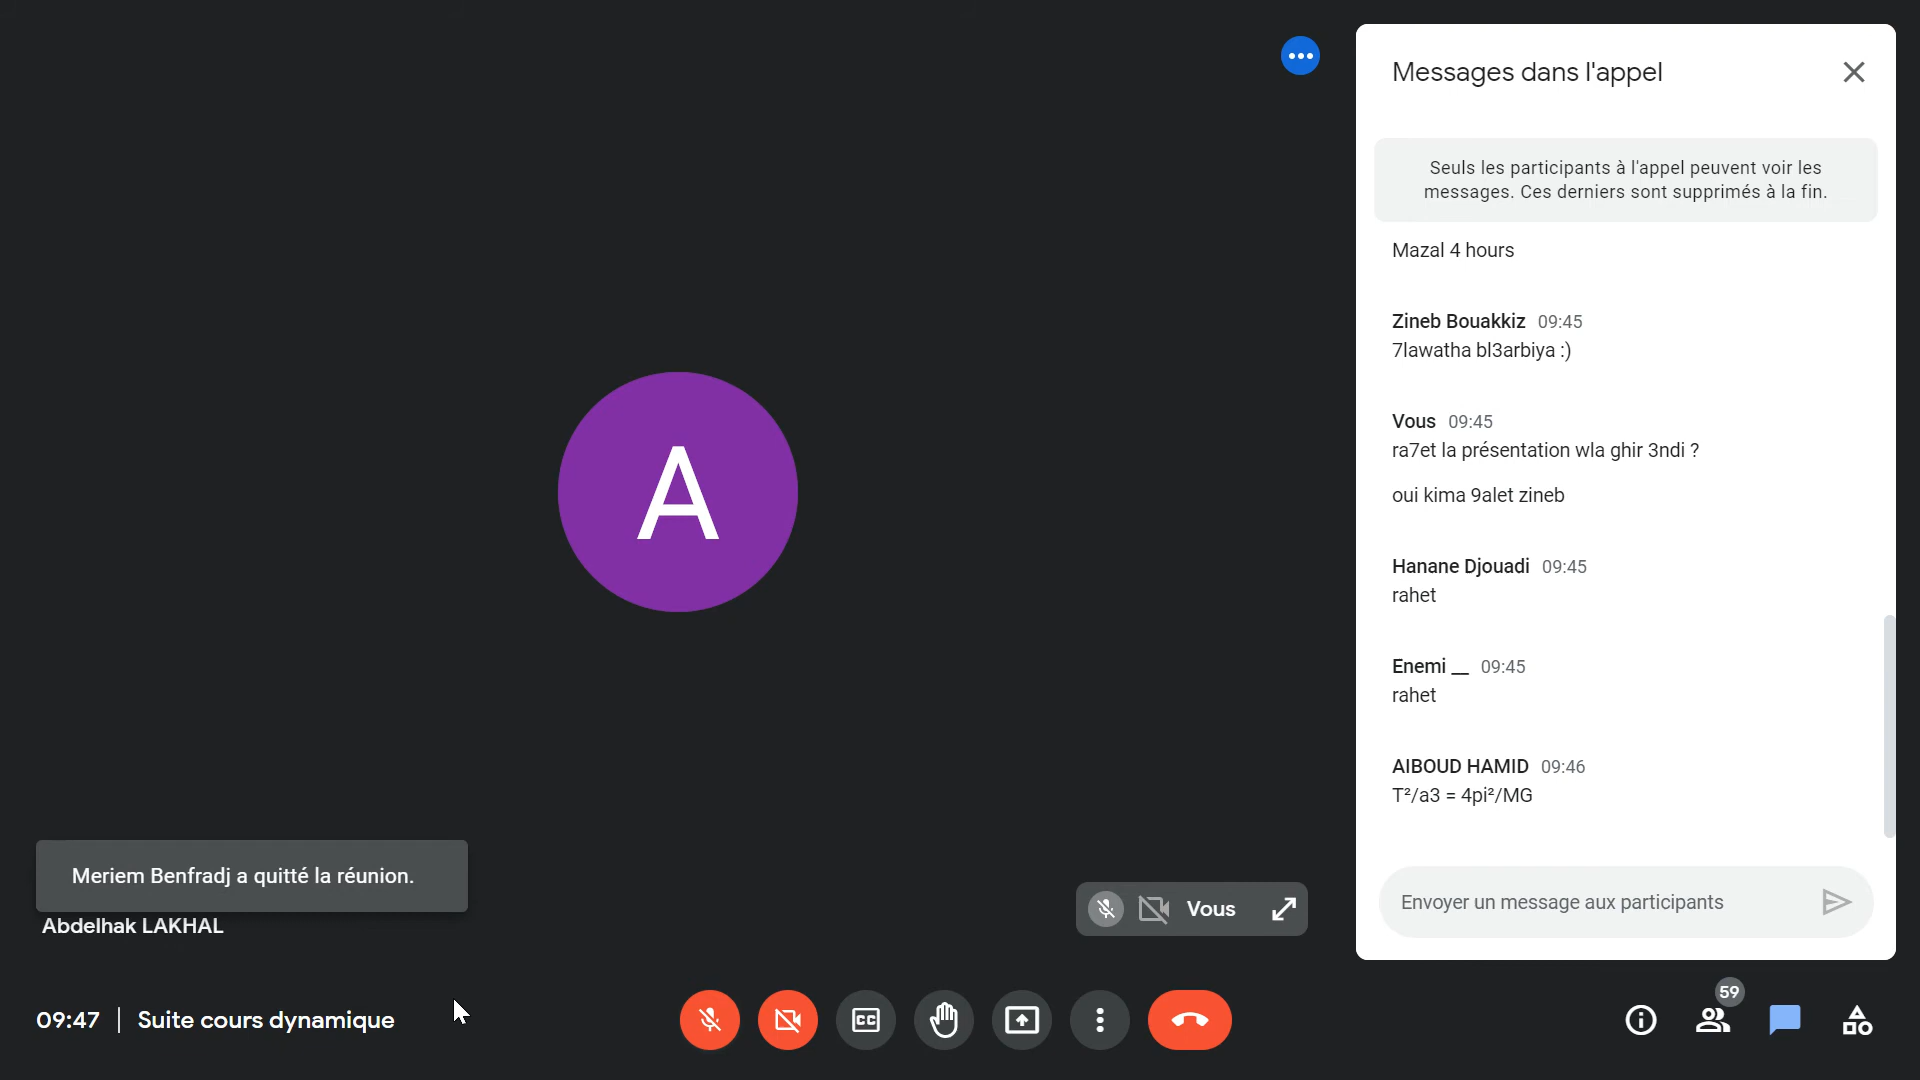 A
Meriem Benfradj a quitté la réunion.
Abdelhak LAKHAL
Vous
09:47 | Suite cours dynamique
CC
59
Messages dans l'appel
Seuls les participants à l'appel peuvent voir les
messages. Ces derniers sont supprimés à la fin.
Mazal 4 hours
Zineb Bouakkiz 09:45
7lawatha bl3arbiya :)
Vous 09:45
ra7et la présentation wla ghir 3ndi ?
oui kima 9alet zineb
Hanane Djouadi 09:45
rahet
Enemi __ 09:45
rahet
AIBOUD HAMID 09:46
T²/a3 = 4pi²/MG
Envoyer un message aux participants